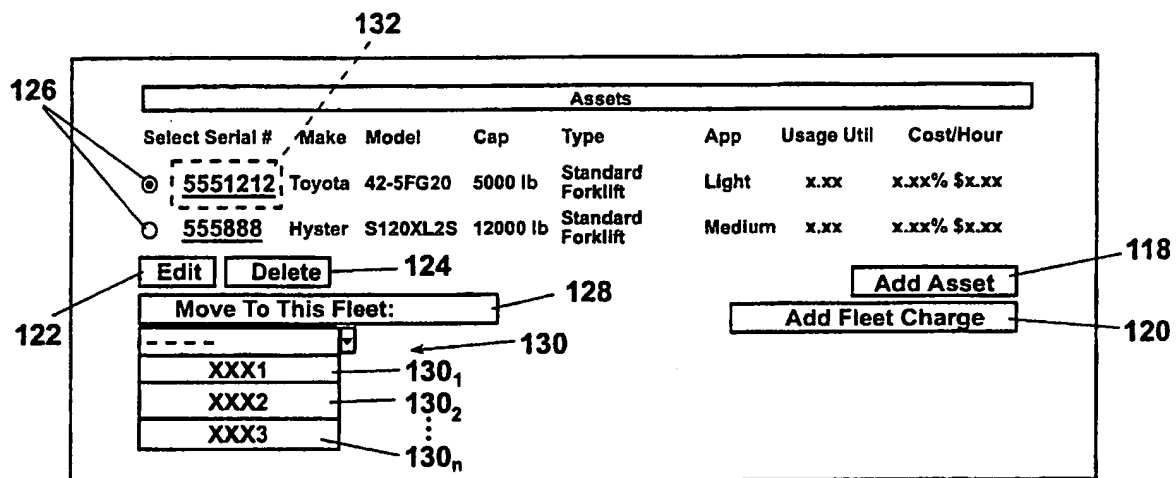 132
126
Assets
Select Serial # Make Model Cap Type App Usage Util Cost/Hour
5551212 Toyota 42-5FG20 5000 lb Standard Forklift Light x.xx x.xx% $x.xx
555888 Hyster S120XL2S 12000 lb Standard Forklift Medium x.xx x.xx% $x.xx
Edit Delete 124 118
Add Asset
Move To This Fleet: 128
122 Add Fleet Charge 120
- - - - - 130
XXX1 130₁
XXX2 130₂
XXX3 130ₙ